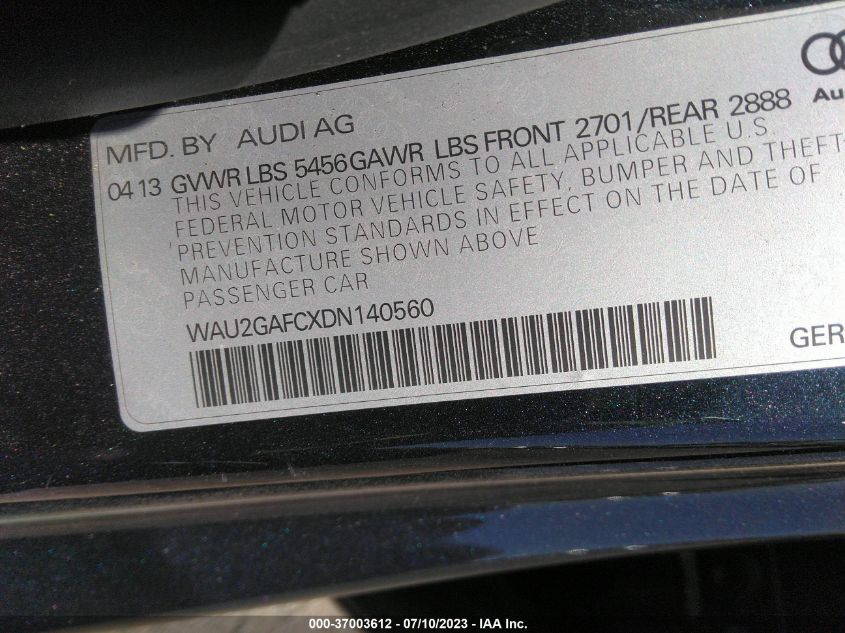 Au
MFD. BY AUDI AG
04 13 GVWR LBS 5456 GAWR LBS FRONT 2701/REAR 2888
THIS VEHICLE CONFORMS TO ALL APPLICABLE U.S.
FEDERAL MOTOR VEHICLE SAFETY, BUMPER AND THEFT
PREVENTION STANDARDS IN EFFECT ON THE DATE OF
MANUFACTURE SHOWN ABOVE
PASSENGER CAR
WAU2GAFCXDN140560
GER
000-37003612 - 07/10/2023 - IAA Inc.